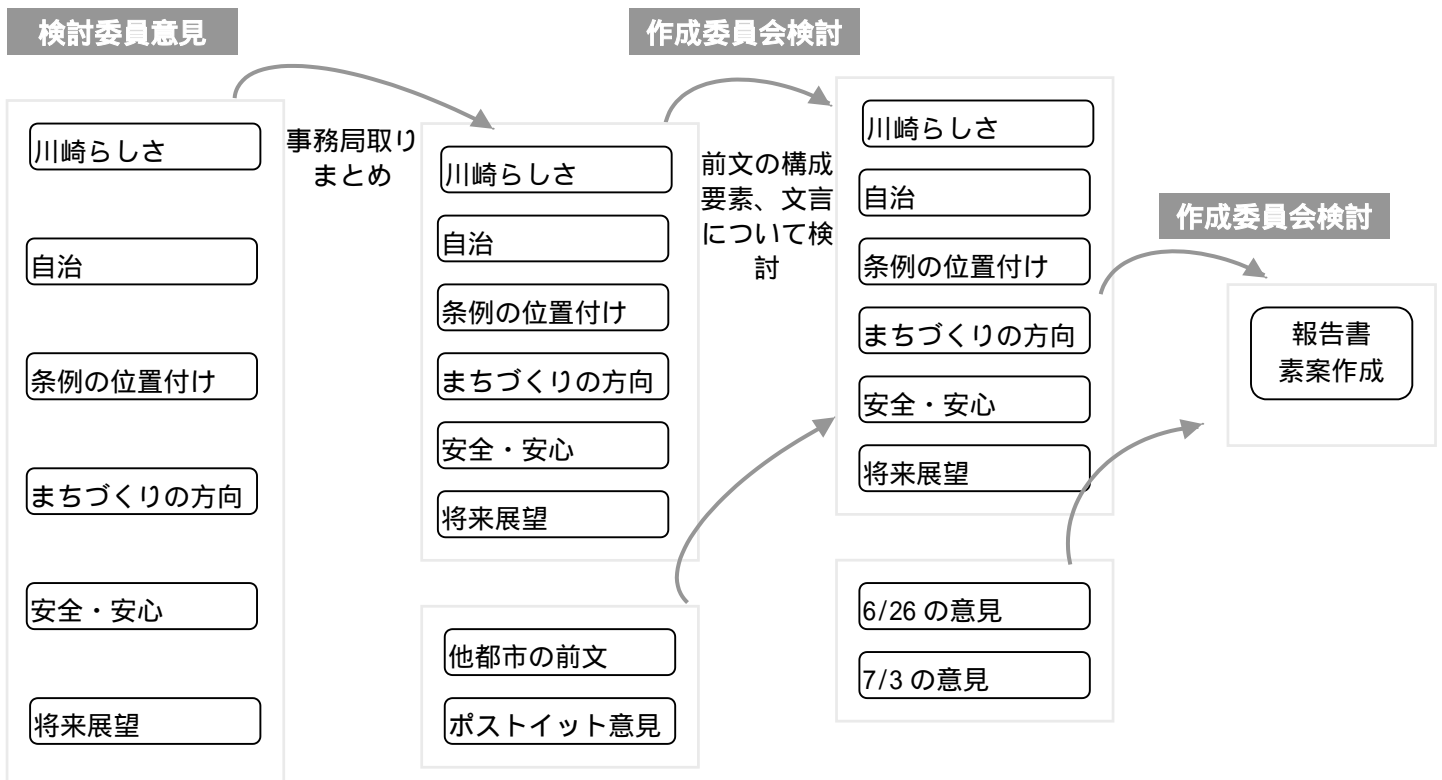 検討委員意見
川崎らしさ
自治
条例の位置付け
まちづくりの方向
安全・安心
将来展望
事務局取り
まとめ
川崎らしさ
自治
条例の位置付け
まちづくりの方向
安全・安心
将来展望
他都市の前文
ポストイット意見
作成委員会検討
前文の構成
要素、文言
について検
討
川崎らしさ
自治
条例の位置付け
まちづくりの方向
安全・安心
将来展望
6/26 の意見
7/3 の意見
作成委員会検討
報告書
素案作成